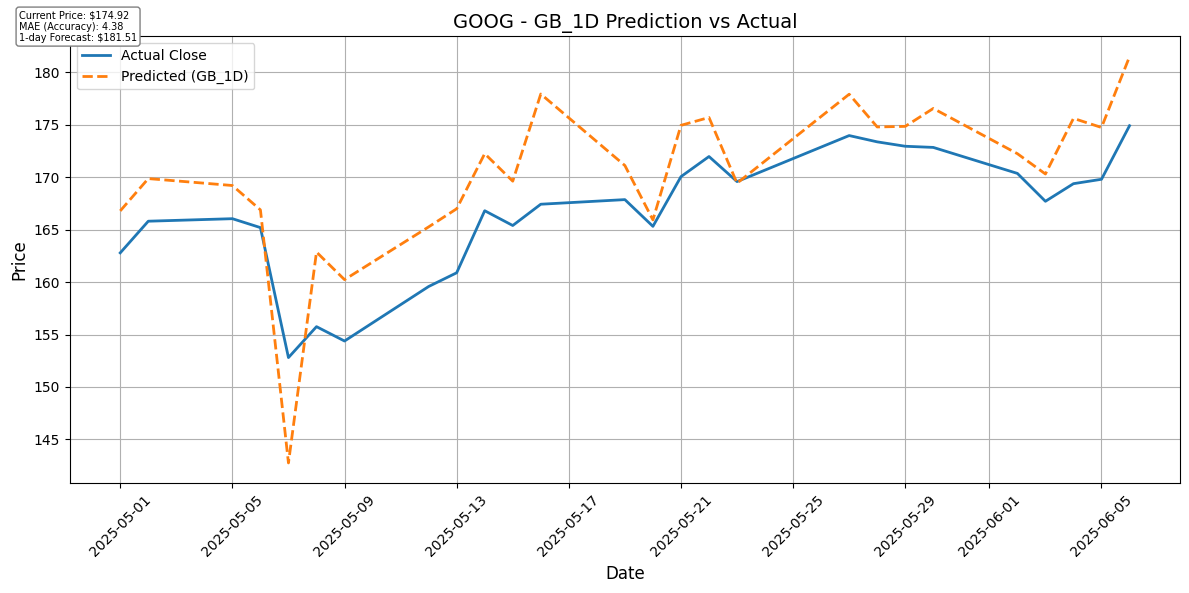 GOOG - GB_1D Prediction vs Actual
Current Price: $174.92
MAE (Accuracy): 4.38
1-day Forecast: $181.51
Actual Close
Predicted (GB_1D)
Price
180
175
170
165
160
155
150
145
2025-05-01
2025-05-05
2025-05-09
2025-05-13
2025-05-17
2025-05-21
2025-05-25
2025-05-29
2025-06-01
2025-06-05
Date